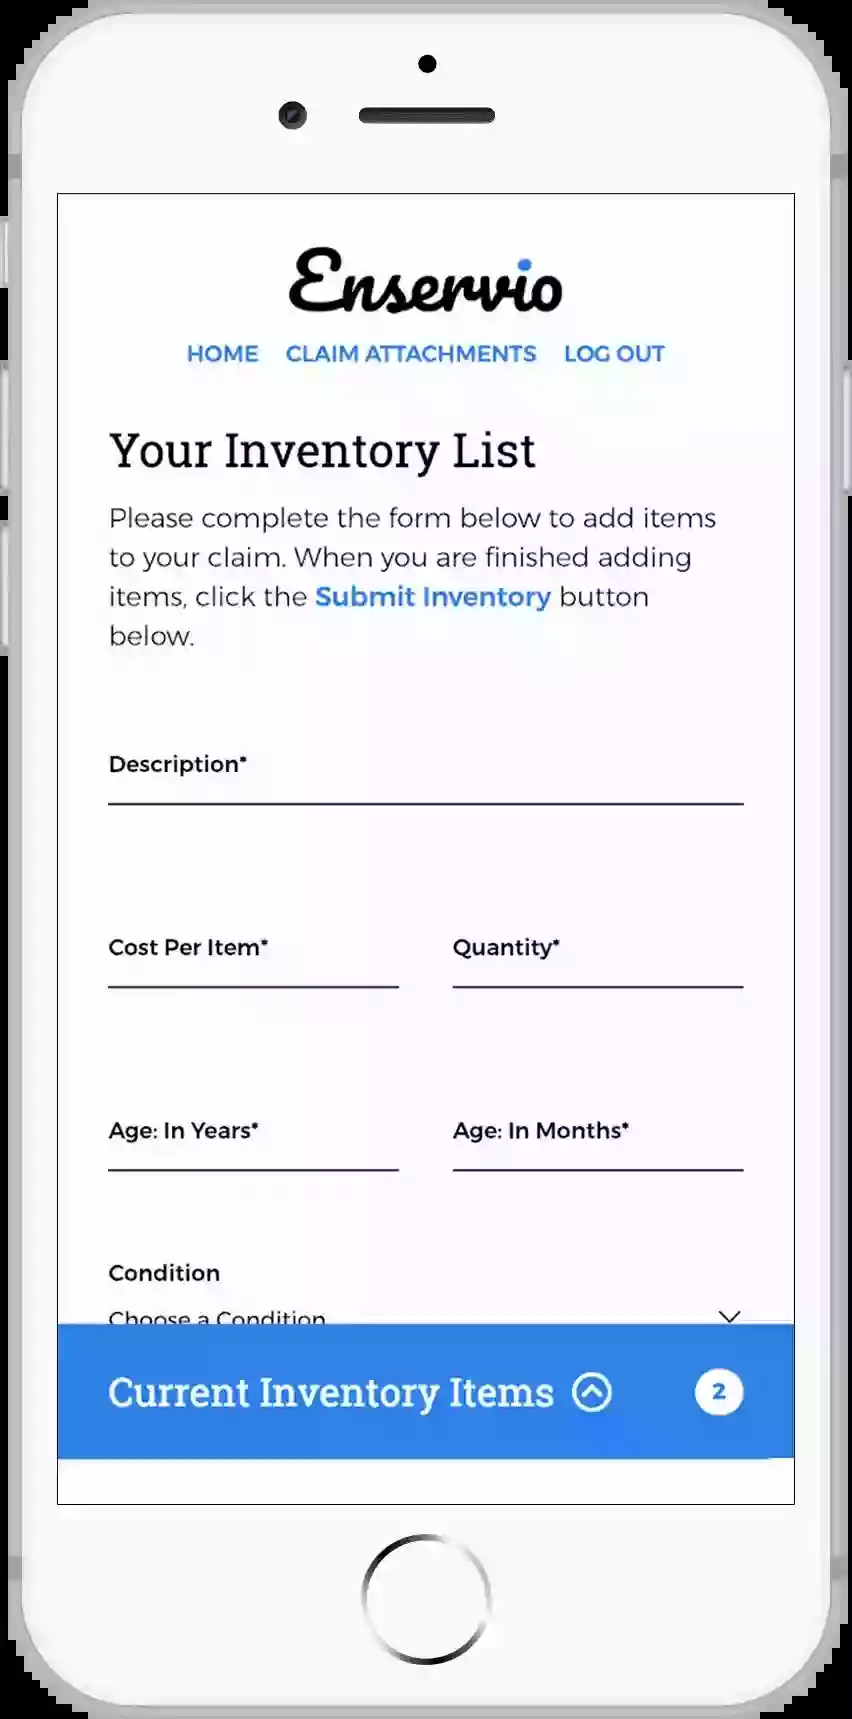 Enservio
HOME CLAIM ATTACHMENTS LOG OUT
Your Inventory List
Please complete the form below to add items
to your claim. When you are finished adding
items, click the Submit Inventory button
below.
Description*
Cost Per Item* Quantity*
Age: In Years* Age: In Months*
Condition
Choose a Condition
Current Inventory Items 2